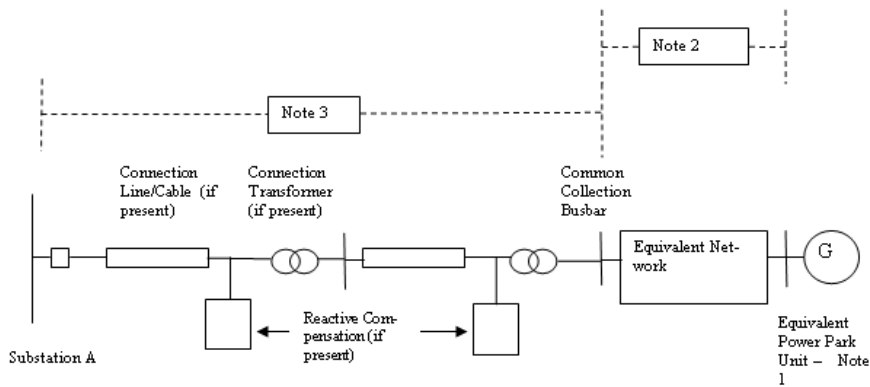 Note 2
Note 3
Connection
Line/Cable (if
present)
Connection
Transformer
(if present)
Common
Collection
Busbar
Equivalent Net-
work
G
Reactive Com-
pensation (if
present)
Substation A
Equivalent
Power Park
Unit – Note
1